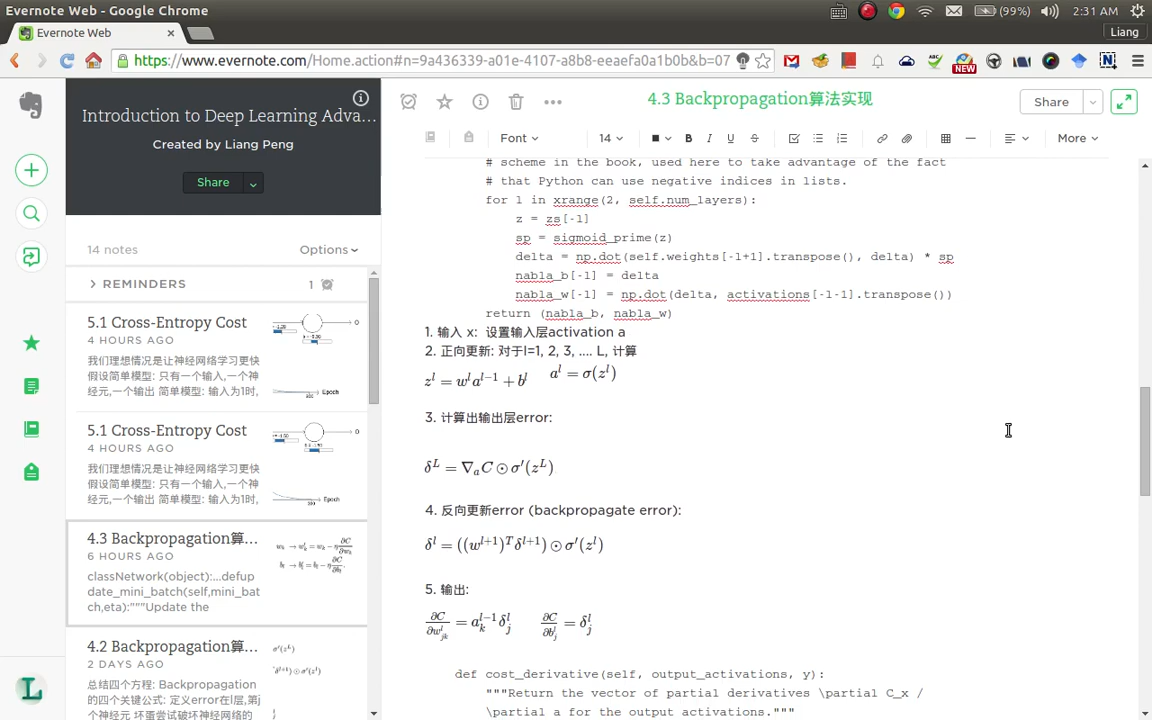 Evernote Web - Google Chrome
(99%)
2:31 AM
Evernote Web
Liang
https://www.evernote.com/Home.action#n=9a436339-a01e-4107-a8b8-eeaefa0a1b0b&b=07
NEW
Introduction to Deep Learning Adva...
Created by Liang Peng
Share
14 notes
Options
REMINDERS
1
5.1 Cross-Entropy Cost
4 HOURS AGO
我们理想情况是让神经网络学习更快
假设简单模型: 只有一个输入,一个神
经元,一个输出 简单模型: 输入为1时,
Epoch
5.1 Cross-Entropy Cost
4 HOURS AGO
我们理想情况是让神经网络学习更快
假设简单模型: 只有一个输入,一个神
经元,一个输出 简单模型: 输入为1时,
Epoch
4.3 Backpropagation算...
6 HOURS AGO
classNetwork(object):...defup
date_mini_batch(self,mini_bat
ch,eta):"""Update the
4.2 Backpropagation算...
2 DAYS AGO
总结四个方程: Backpropagation
的四个关键公式: 定义error在l层,第j
个神经元 坏蛋尝试破坏神经网络的
4.3 Backpropagation算法实现
Share
Font
14
B
I
U
More
# scheme in the book, used here to take advantage of the fact
# that Python can use negative indices in lists.
for l in xrange(2, self.num_layers):
z = zs[-l]
sp = sigmoid_prime(z)
delta = np.dot(self.weights[-l+1].transpose(), delta) * sp
nabla_b[-l] = delta
nabla_w[-l] = np.dot(delta, activations[-l-1].transpose())
return (nabla_b, nabla_w)
1. 输入 x: 设置输入层activation a
2. 正向更新: 对于l=1, 2, 3, .... L, 计算
z^l = w^l a^{l−1} + b^l a^l = σ(z^l)
3. 计算出输出层error:
δ^L = ∇_a C ⊙ σ′(z^L)
4. 反向更新error (backpropagate error):
δ^l = ((w^{l+1})^T δ^{l+1}) ⊙ σ′(z^l)
5. 输出:
∂C/∂w^l_{jk} = a^{l−1}_k δ^l_j ∂C/∂b^l_j = δ^l_j
def cost_derivative(self, output_activations, y):
"""Return the vector of partial derivatives \partial C_x /
\partial a for the output activations."""